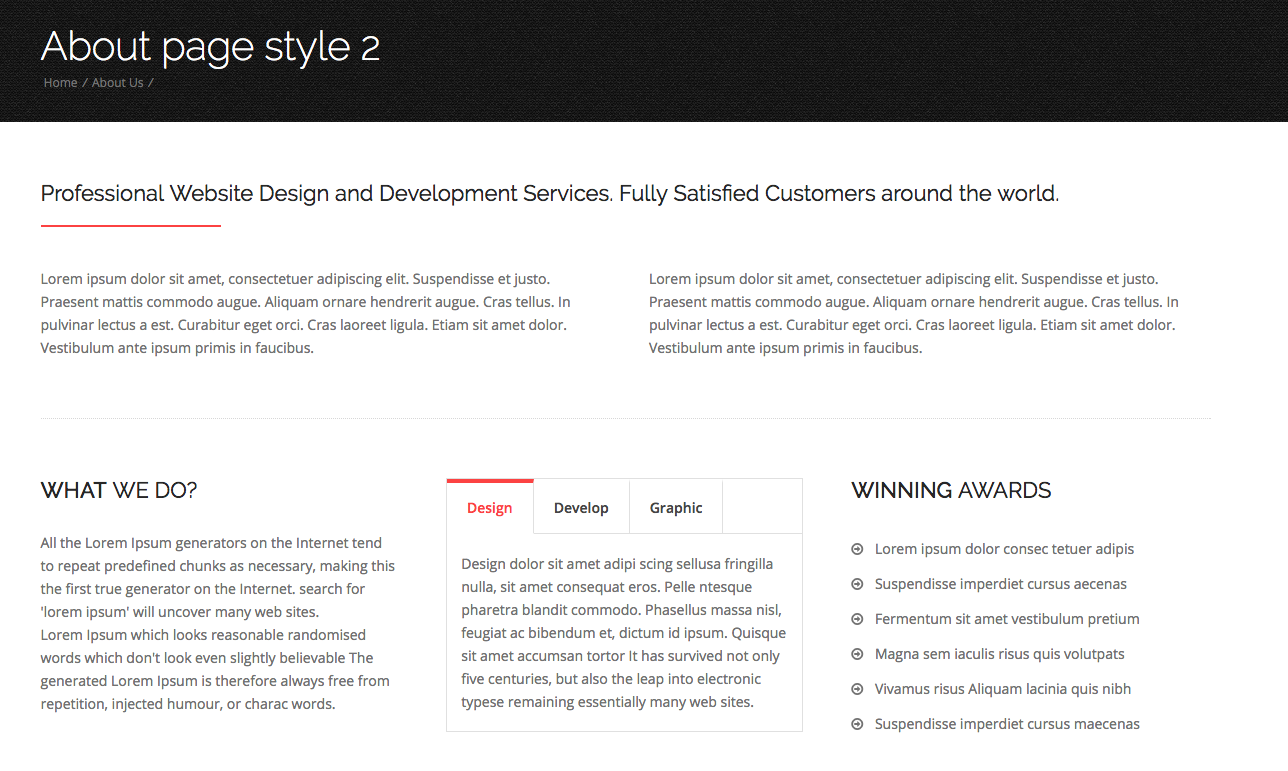 About page style 2
Home / About Us /
Professional Website Design and Development Services. Fully Satisfied Customers around the world.
Lorem ipsum dolor sit amet, consectetuer adipiscing elit. Suspendisse et justo.
Praesent mattis commodo augue. Aliquam ornare hendrerit augue. Cras tellus. In
pulvinar lectus a est. Curabitur eget orci. Cras laoreet ligula. Etiam sit amet dolor.
Vestibulum ante ipsum primis in faucibus.
Lorem ipsum dolor sit amet, consectetuer adipiscing elit. Suspendisse et justo.
Praesent mattis commodo augue. Aliquam ornare hendrerit augue. Cras tellus. In
pulvinar lectus a est. Curabitur eget orci. Cras laoreet ligula. Etiam sit amet dolor.
Vestibulum ante ipsum primis in faucibus.
WHAT WE DO?
All the Lorem Ipsum generators on the Internet tend
to repeat predefined chunks as necessary, making this
the first true generator on the Internet. search for
'lorem ipsum' will uncover many web sites.
Lorem Ipsum which looks reasonable randomised
words which don't look even slightly believable The
generated Lorem Ipsum is therefore always free from
repetition, injected humour, or charac words.
Design Develop Graphic
Design dolor sit amet adipi scing sellusa fringilla
nulla, sit amet consequat eros. Pelle ntesque
pharetra blandit commodo. Phasellus massa nisl,
feugiat ac bibendum et, dictum id ipsum. Quisque
sit amet accumsan tortor It has survived not only
five centuries, but also the leap into electronic
typese remaining essentially many web sites.
WINNING AWARDS
Lorem ipsum dolor consec tetuer adipis
Suspendisse imperdiet cursus aecenas
Fermentum sit amet vestibulum pretium
Magna sem iaculis risus quis volutpats
Vivamus risus Aliquam lacinia quis nibh
Suspendisse imperdiet cursus maecenas